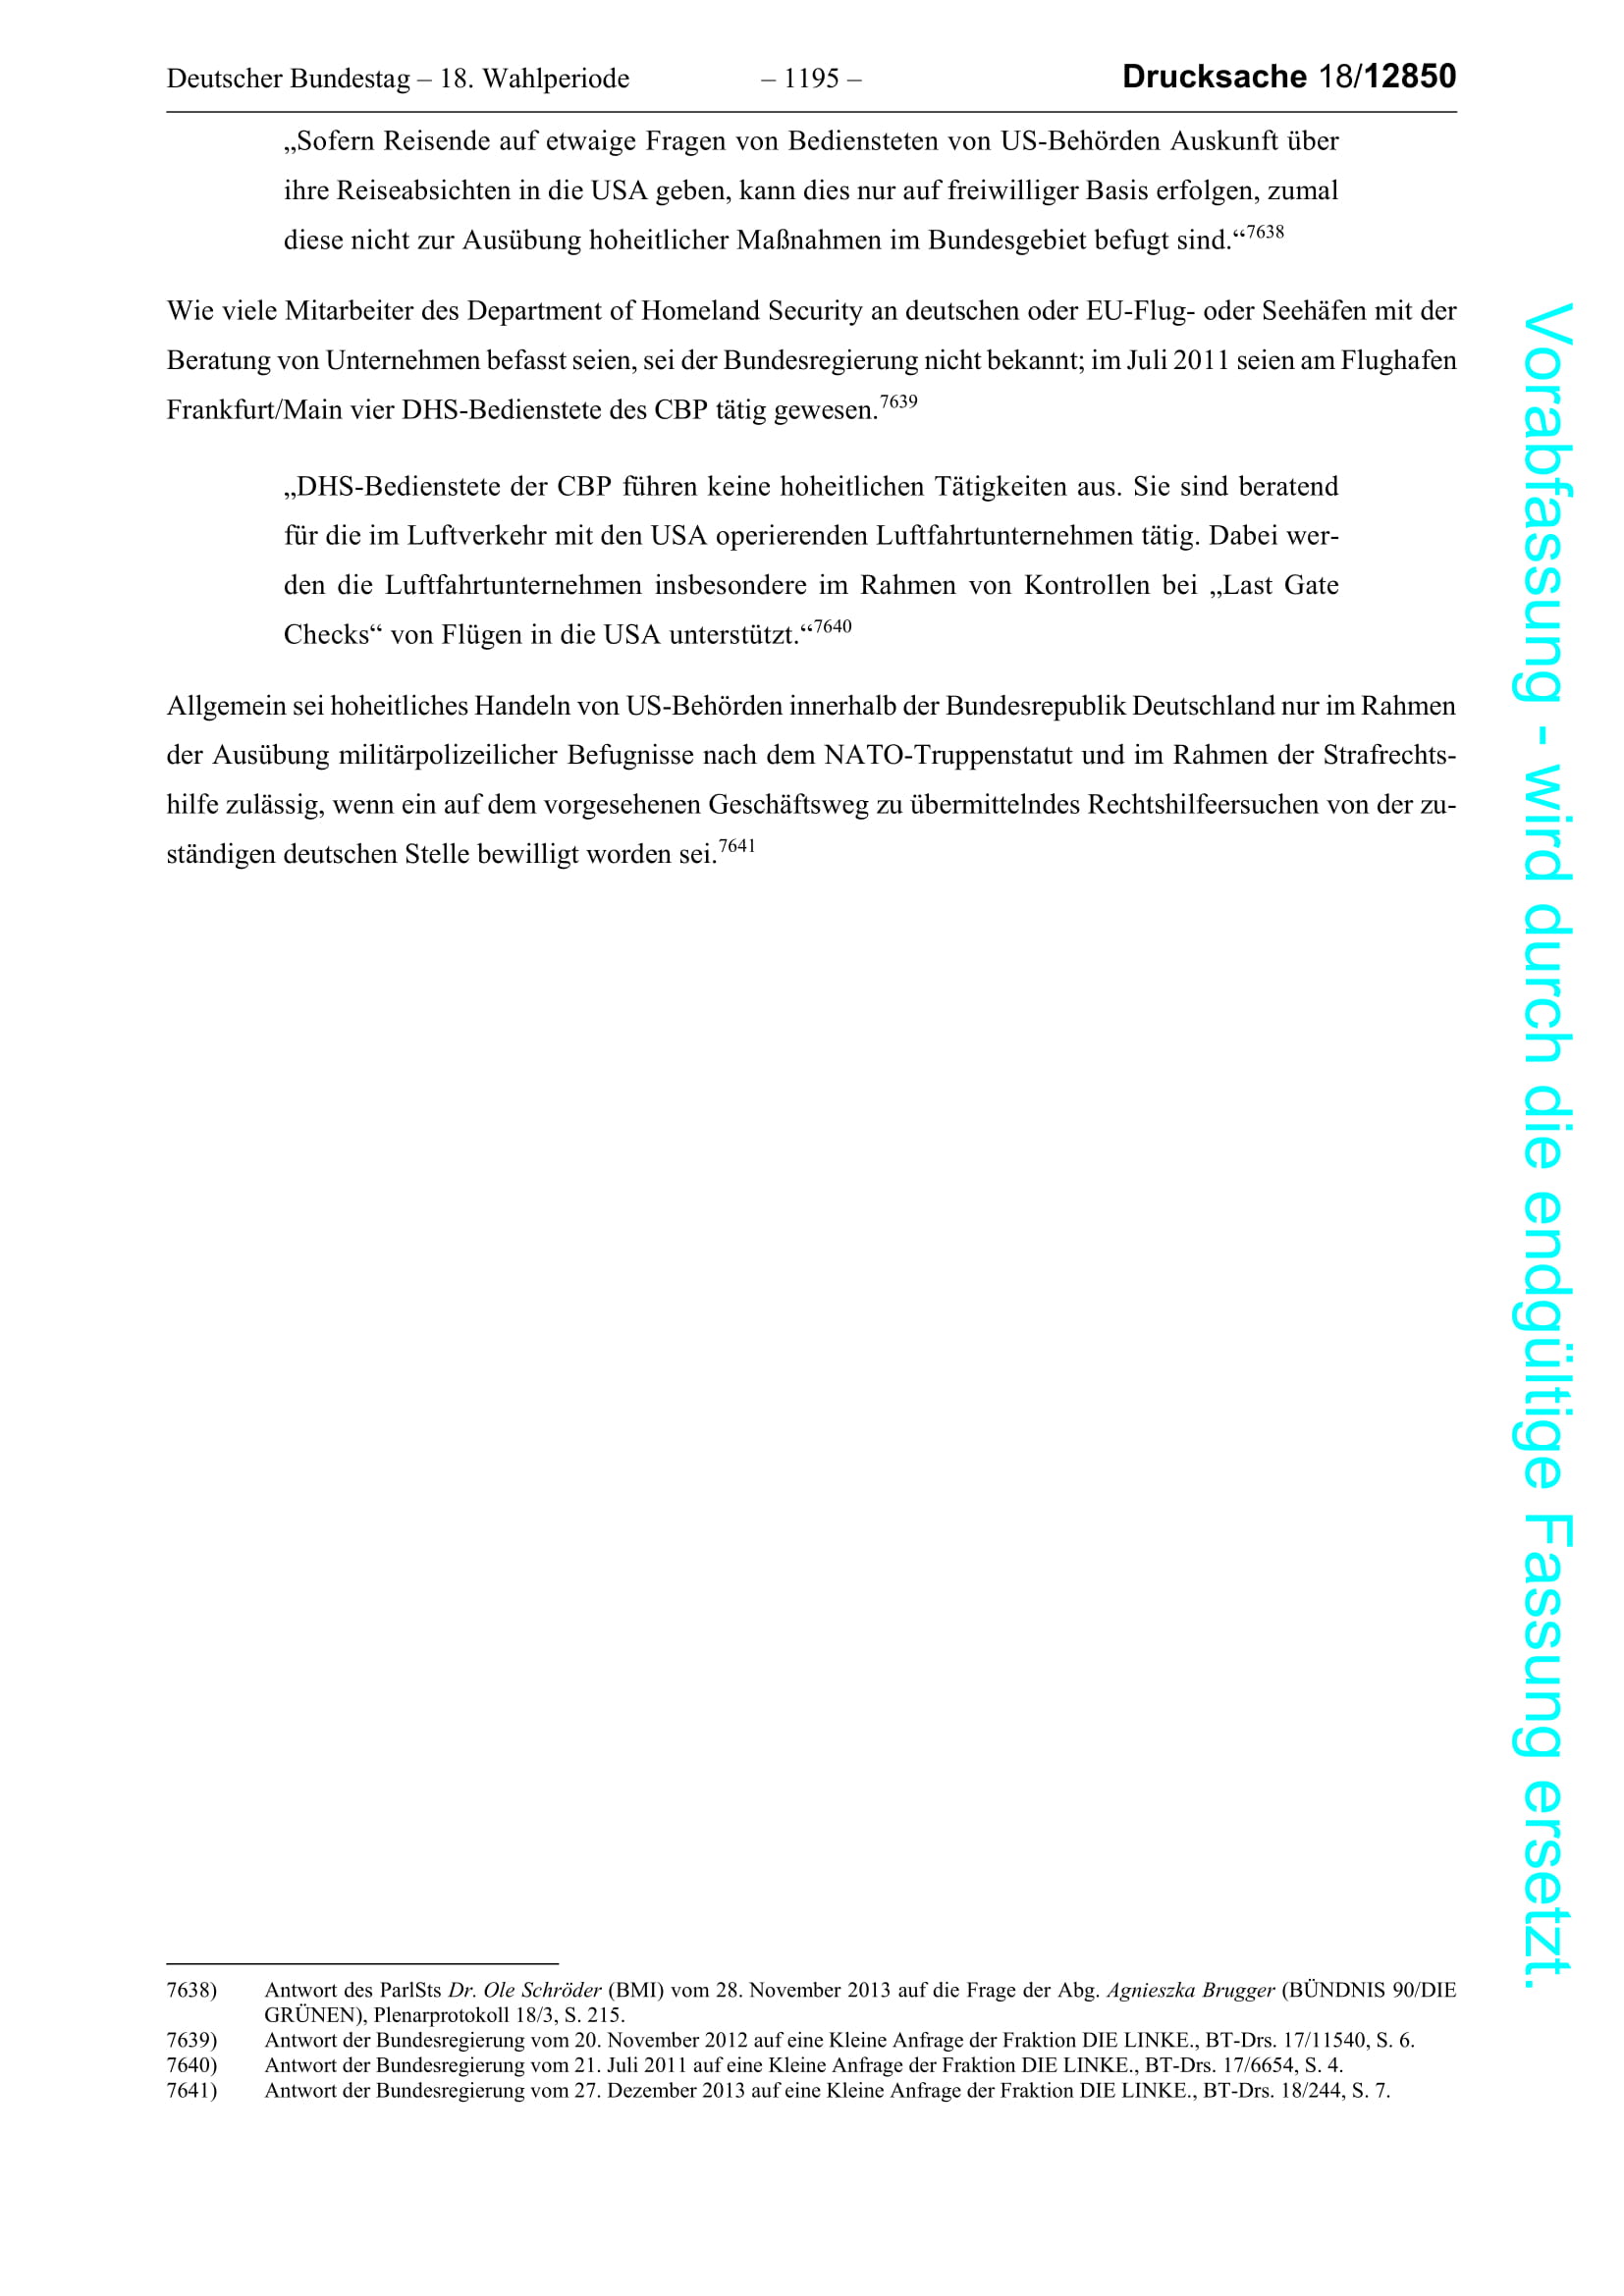 Deutscher Bundestag – 18. Wahlperiode – 1195 – Drucksache 18/12850
„Sofern Reisende auf etwaige Fragen von Bediensteten von US-Behörden Auskunft über
ihre Reiseabsichten in die USA geben, kann dies nur auf freiwilliger Basis erfolgen, zumal
diese nicht zur Ausübung hoheitlicher Maßnahmen im Bundesgebiet befugt sind.“7638
Wie viele Mitarbeiter des Department of Homeland Security an deutschen oder EU-Flug- oder Seehäfen mit der
Beratung von Unternehmen befasst seien, sei der Bundesregierung nicht bekannt; im Juli 2011 seien am Flughafen
Frankfurt/Main vier DHS-Bedienstete des CBP tätig gewesen.7639
„DHS-Bedienstete der CBP führen keine hoheitlichen Tätigkeiten aus. Sie sind beratend
für die im Luftverkehr mit den USA operierenden Luftfahrtunternehmen tätig. Dabei wer-
den die Luftfahrtunternehmen insbesondere im Rahmen von Kontrollen bei „Last Gate
Checks“ von Flügen in die USA unterstützt.“7640
Allgemein sei hoheitliches Handeln von US-Behörden innerhalb der Bundesrepublik Deutschland nur im Rahmen
der Ausübung militärpolizeilicher Befugnisse nach dem NATO-Truppenstatut und im Rahmen der Strafrechts-
hilfe zulässig, wenn ein auf dem vorgesehenen Geschäftsweg zu übermittelndes Rechtshilfeersuchen von der zu-
ständigen deutschen Stelle bewilligt worden sei.7641
7638) Antwort des ParlSts Dr. Ole Schröder (BMI) vom 28. November 2013 auf die Frage der Abg. Agnieszka Brugger (BÜNDNIS 90/DIE
GRÜNEN), Plenarprotokoll 18/3, S. 215.
7639) Antwort der Bundesregierung vom 20. November 2012 auf eine Kleine Anfrage der Fraktion DIE LINKE., BT-Drs. 17/11540, S. 6.
7640) Antwort der Bundesregierung vom 21. Juli 2011 auf eine Kleine Anfrage der Fraktion DIE LINKE., BT-Drs. 17/6654, S. 4.
7641) Antwort der Bundesregierung vom 27. Dezember 2013 auf eine Kleine Anfrage der Fraktion DIE LINKE., BT-Drs. 18/244, S. 7.
Vorabfassung - wird durch die endgültige Fassung ersetzt.